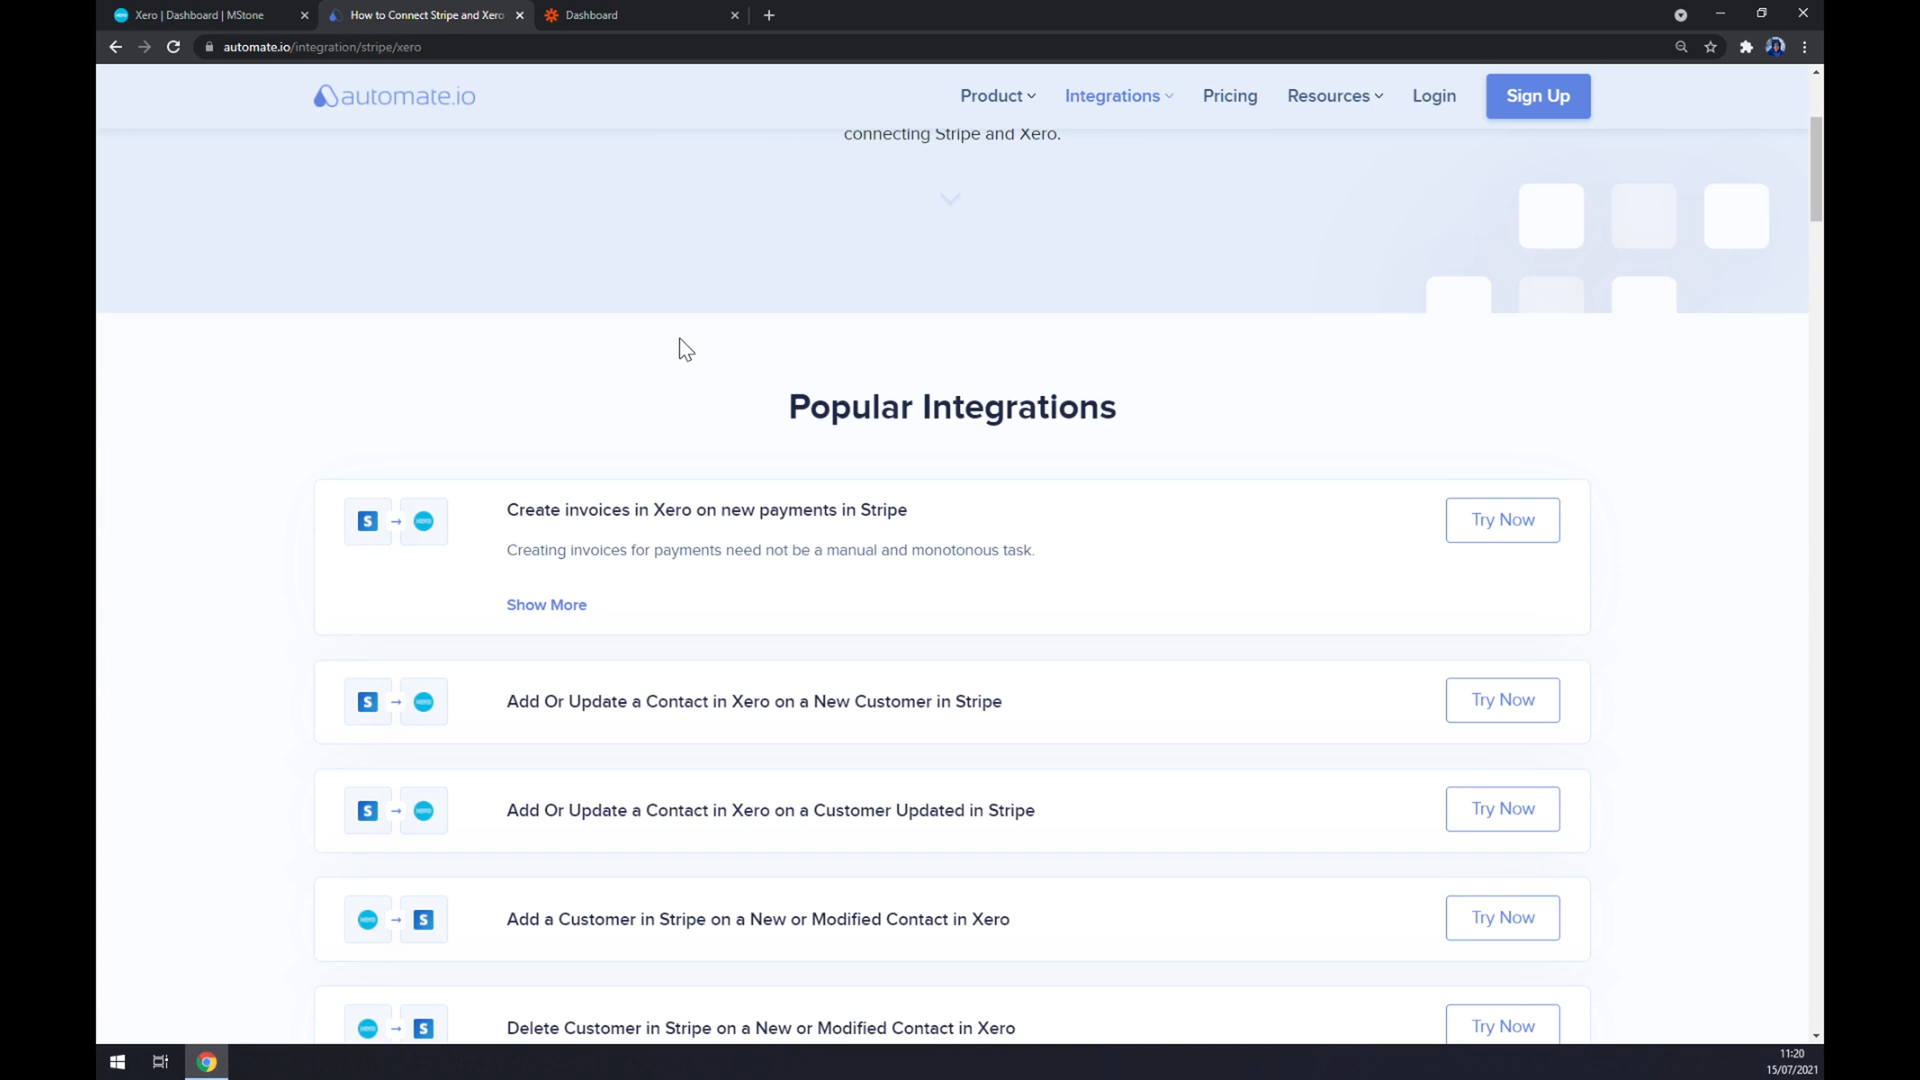 Xero | Dashboard | MStone
How to Connect Stripe and Xero
Dashboard
automate.io/integration/stripe/xero
automate.io
Product
Integrations
Pricing
Resources
Login
Sign Up
connecting Stripe and Xero.
Popular Integrations
S
xero
Create invoices in Xero on new payments in Stripe
Try Now
Creating invoices for payments need not be a manual and monotonous task.
Show More
S
xero
Add Or Update a Contact in Xero on a New Customer in Stripe
Try Now
S
xero
Add Or Update a Contact in Xero on a Customer Updated in Stripe
Try Now
xero
S
Add a Customer in Stripe on a New or Modified Contact in Xero
Try Now
xero
S
Delete Customer in Stripe on a New or Modified Contact in Xero
Try Now
11:20
15/07/2021